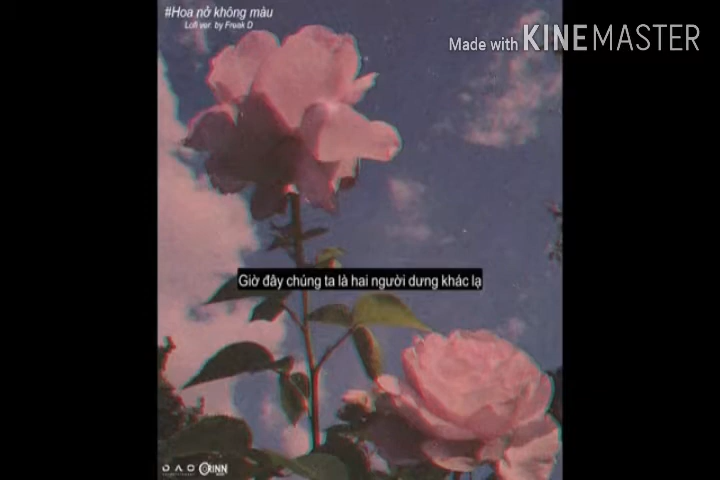 #Hoa nở không màu
Lofi ver. by Freak D
Made with KINEMASTER
Giờ đây chúng ta là hai người dưng khác lạ
ORINN